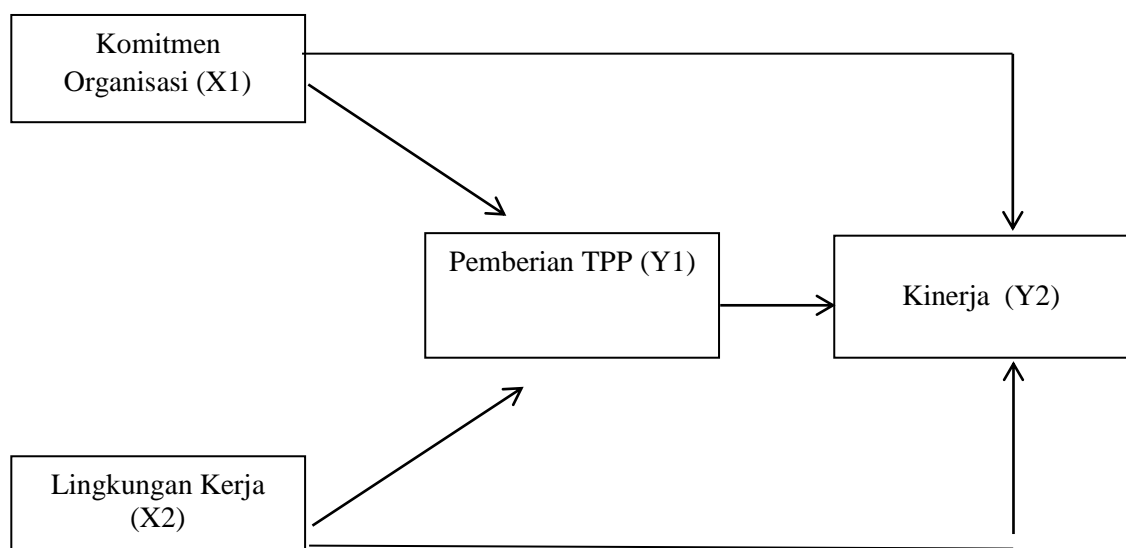 Komitmen
Organisasi (X1)
Pemberian TPP (Y1)
Kinerja  (Y2)
Lingkungan Kerja
(X2)